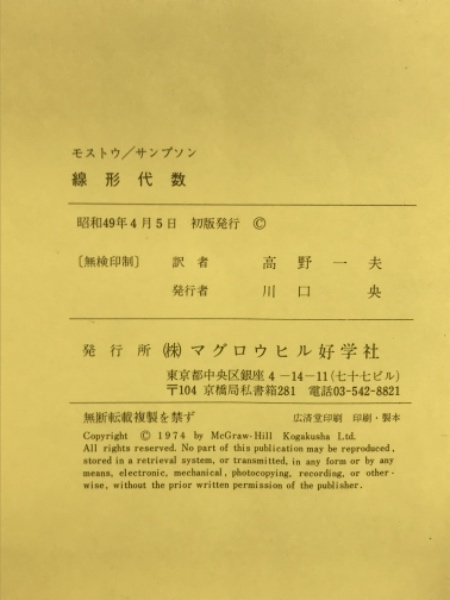 モストウ/サンプソン
線形代数
昭和49年4月5日 初版発行 ©
〔無検印制〕 訳者 高野一夫
発行者 川口央
発行所 ㈱マグロウヒル好学社
東京都中央区銀座4-14-11(七十七ビル)
〒104 京橋局私書箱281 電話03-542-8821
無断転載複製を禁ず 広済堂印刷 印刷・製本
Copyright © 1974 by McGraw-Hill Kogakusha Ltd.
All rights reserved. No part of this publication may be reproduced,
stored in a retrieval system, or transmitted, in any form or by any
means, electronic, mechanical, photocopying, recording, or other-
wise, without the prior written permission of the publisher.